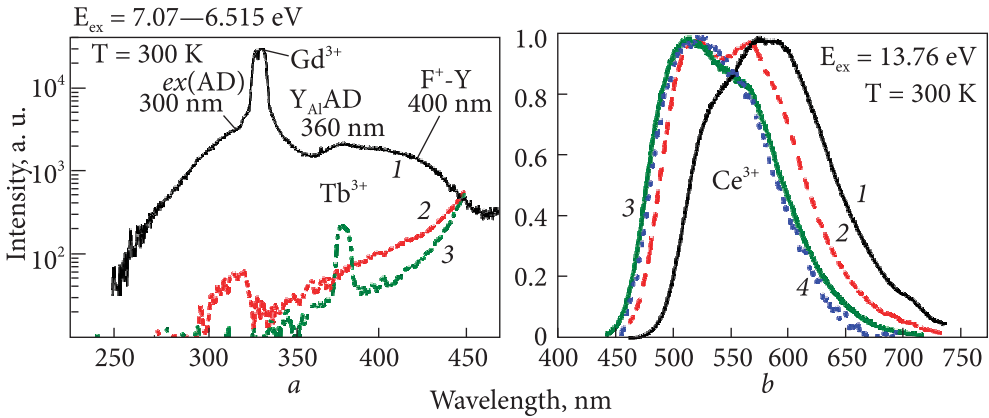 E_ex = 7.07—6.515 eV
T = 300 K
Gd³⁺
ex(AD)
300 nm
Y_AlAD
360 nm
F⁺-Y
400 nm
1
Tb³⁺
2
3
10⁴
10³
10²
Intensity, a. u.
250 300 350 400 450
a
E_ex = 13.76 eV
T = 300 K
Ce³⁺
1
2
3
4
1.0
0.8
0.6
0.4
0.2
0
400 450 500 550 600 650 700 750
b
Wavelength, nm